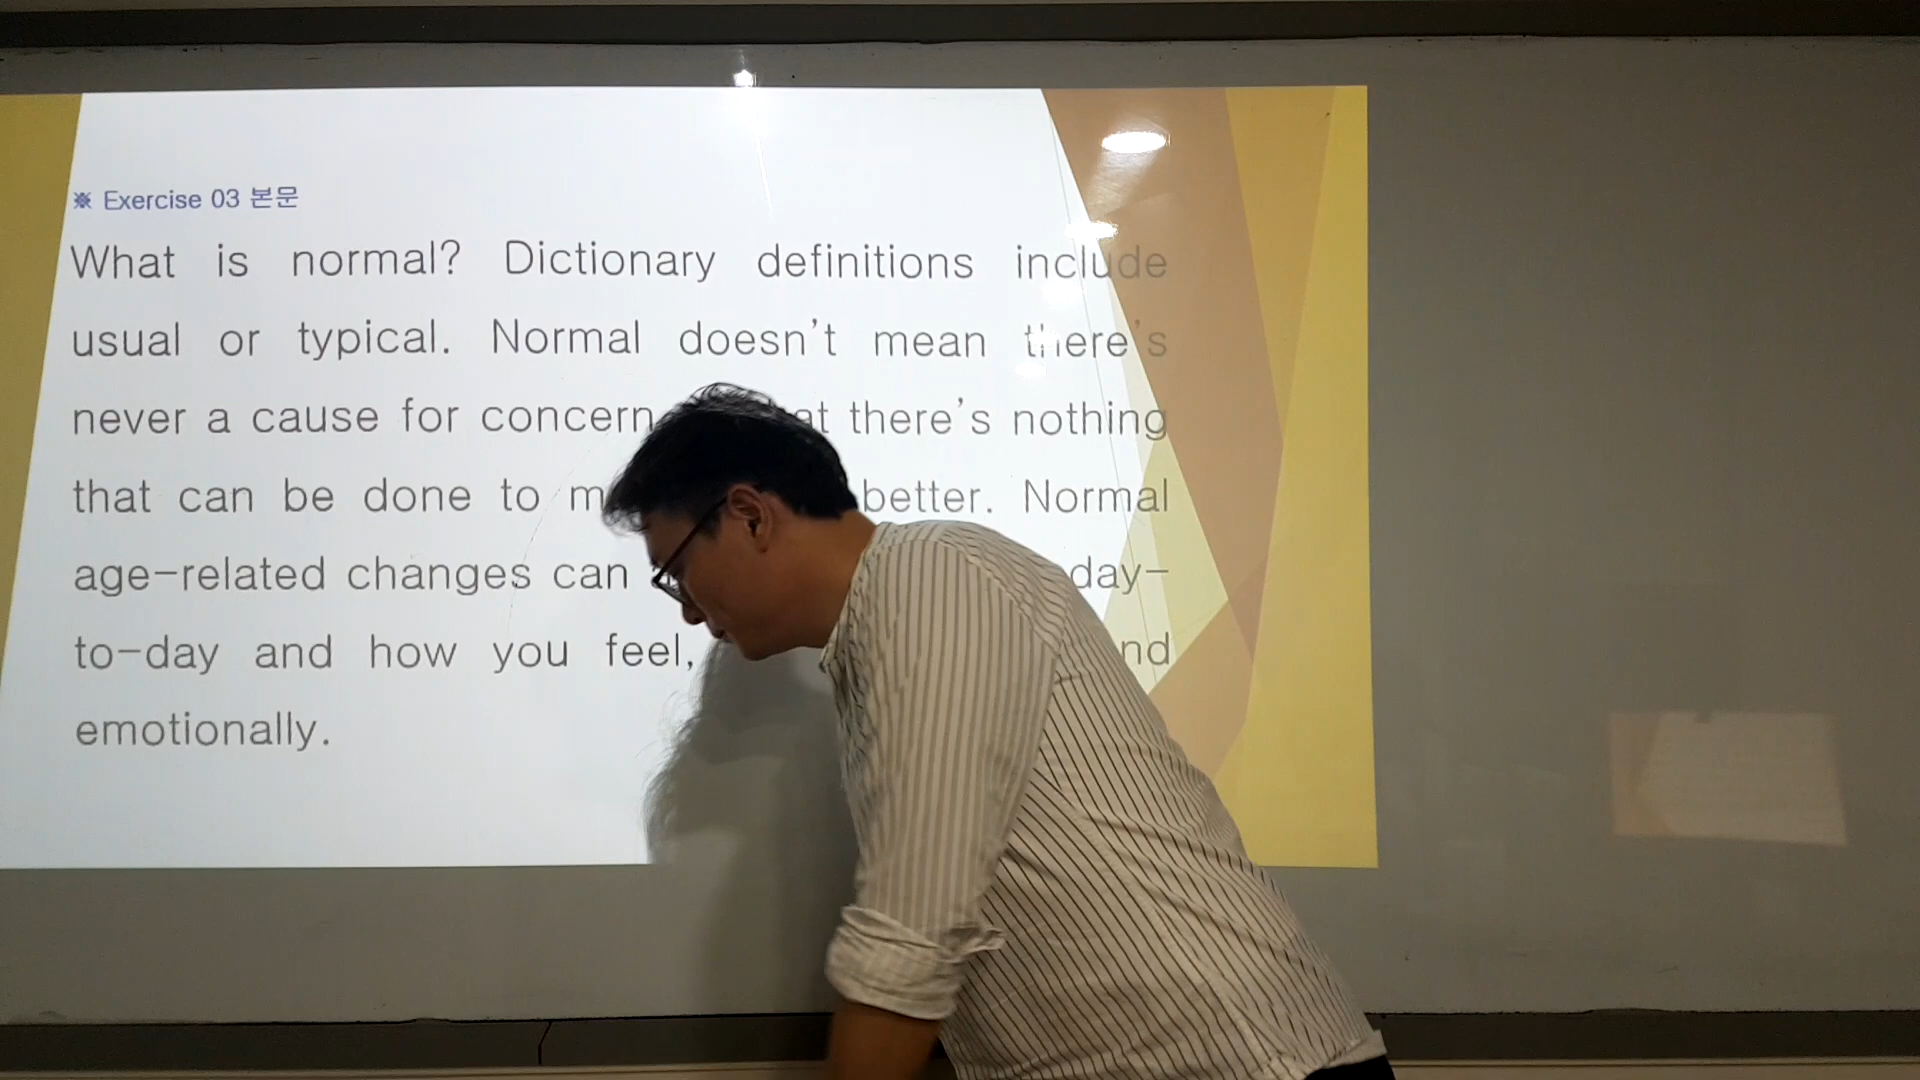 ※ Exercise 03 본문
What is normal? Dictionary definitions include
usual or typical. Normal doesn't mean there's
never a cause for concern there's nothing
that can be done to better. Normal
age-related changes can day-
to-day and how you feel,
emotionally.